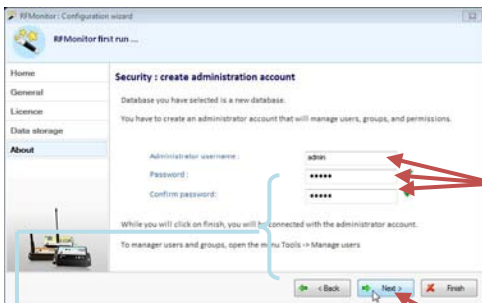 RFMonitor: Configuration wizard
RFMonitor first run ...
Home
General
Licence
Data storage
About
Security : create administration account
Database you have selected is a new database.
You have to create an administrator account that will manage users, groups, and permissions.
Administrator username :
admin
Password :
•••••
Confirm password:
•••••
While you will click on finish, you will be connected with the administrator account.
To manager users and groups, open the menu Tools -> Manage users
< Back
Next >
Finish